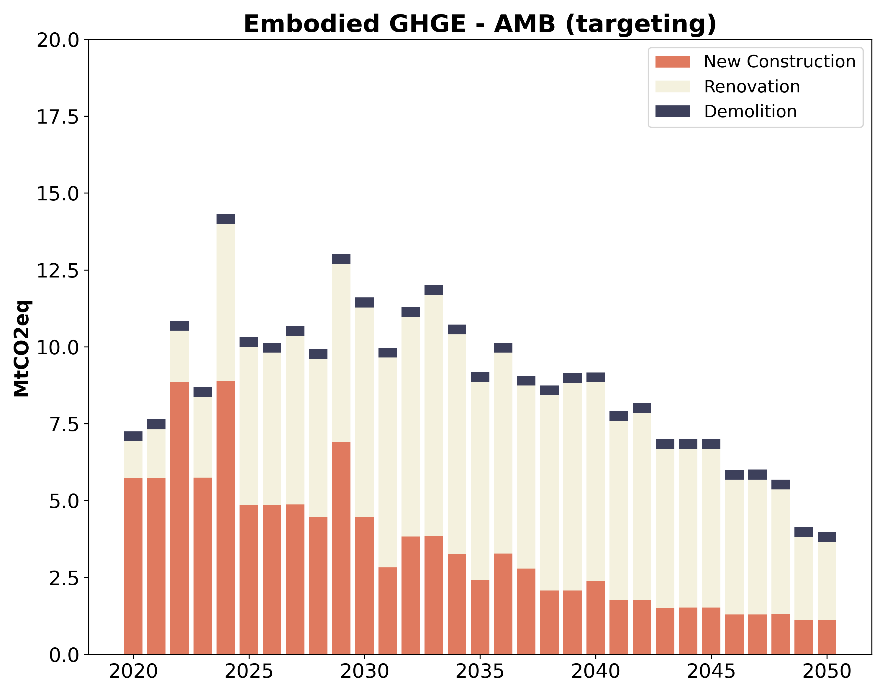 Embodied GHGE - AMB (targeting)
New Construction
Renovation
Demolition
MtCO2eq
20.0
17.5
15.0
12.5
10.0
7.5
5.0
2.5
0.0
2020 2025 2030 2035 2040 2045 2050